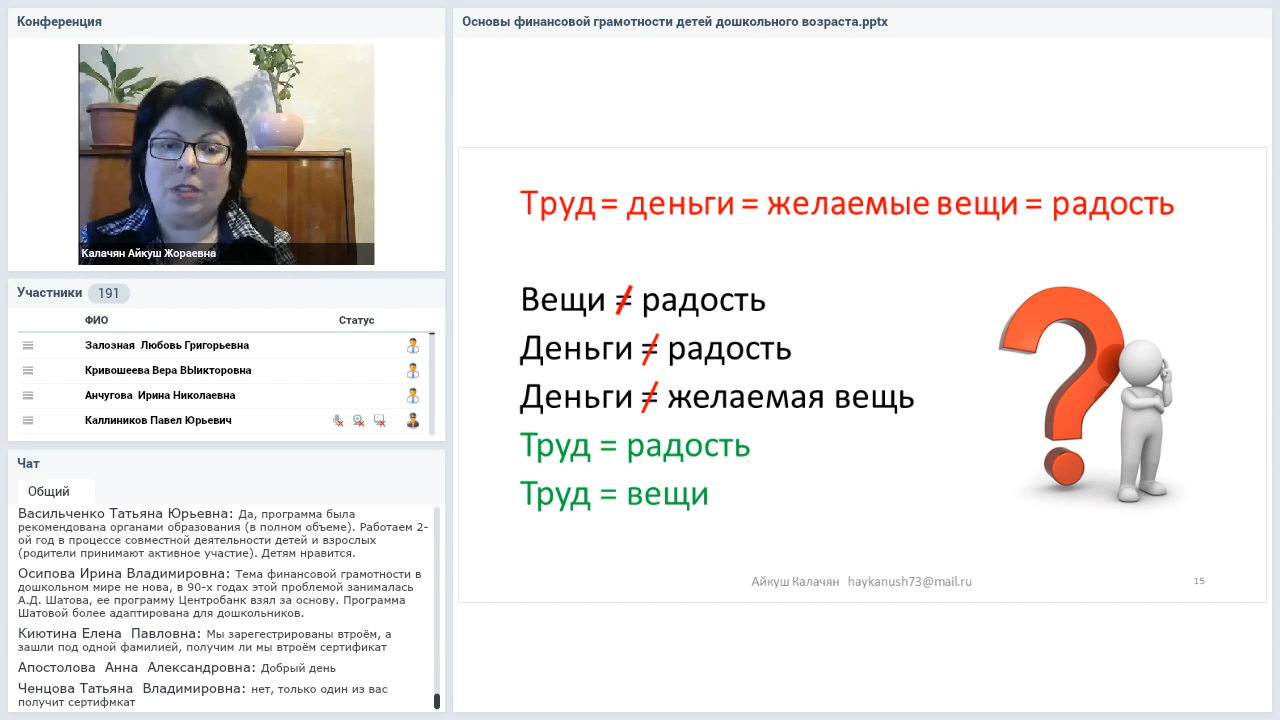 Конференция
Калачян Айкуш Жораевна
Участники 191
ФИО Статус
Залозная Любовь Григорьевна
Кривошеева Вера ВЫикторовна
Анчугова Ирина Николаевна
Каллиников Павел Юрьевич
Чат
Общий
Васильченко Татьяна Юрьевна: Да, программа была
рекомендована органами образования (в полном объеме). Работаем 2-
ой год в процессе совместной деятельности детей и взрослых
(родители принимают активное участие). Детям нравится.
Осипова Ирина Владимировна: Тема финансовой грамотности в
дошкольном мире не нова, в 90-х годах этой проблемой занималась
А.Д. Шатова, ее программу Центробанк взял за основу. Программа
Шатовой более адаптирована для дошкольников.
Киютина Елена Павловна: Мы зарегестрированы втроём, а
зашли под одной фамилией, получим ли мы втроём сертификат
Апостолова Анна Александровна: Добрый день
Ченцова Татьяна Владимировна: нет, только один из вас
получит сертифмкат
Основы финансовой грамотности детей дошкольного возраста.pptx
Труд = деньги = желаемые вещи = радость
Вещи ≠ радость
Деньги ≠ радость
Деньги ≠ желаемая вещь
Труд = радость
Труд = вещи
Айкуш Калачян haykanush73@mail.ru
15